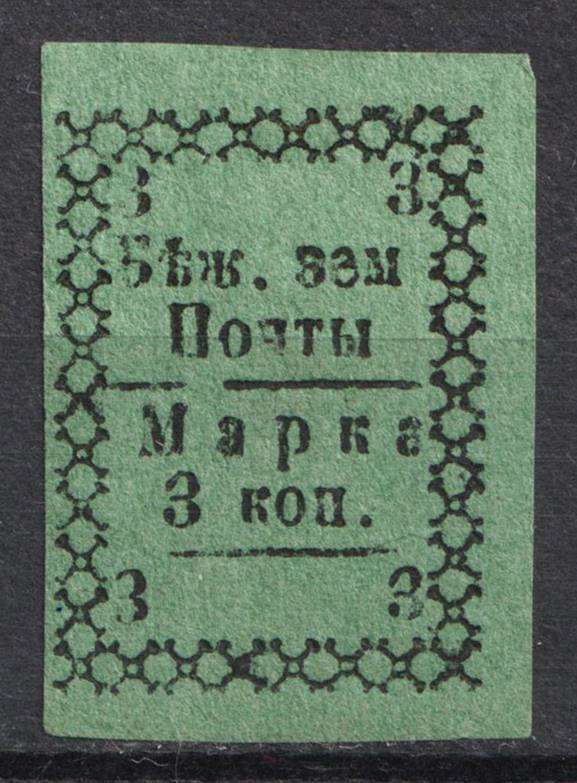 3 3
Бѣж. зем
Почты
Марка
3 коп.
3 3